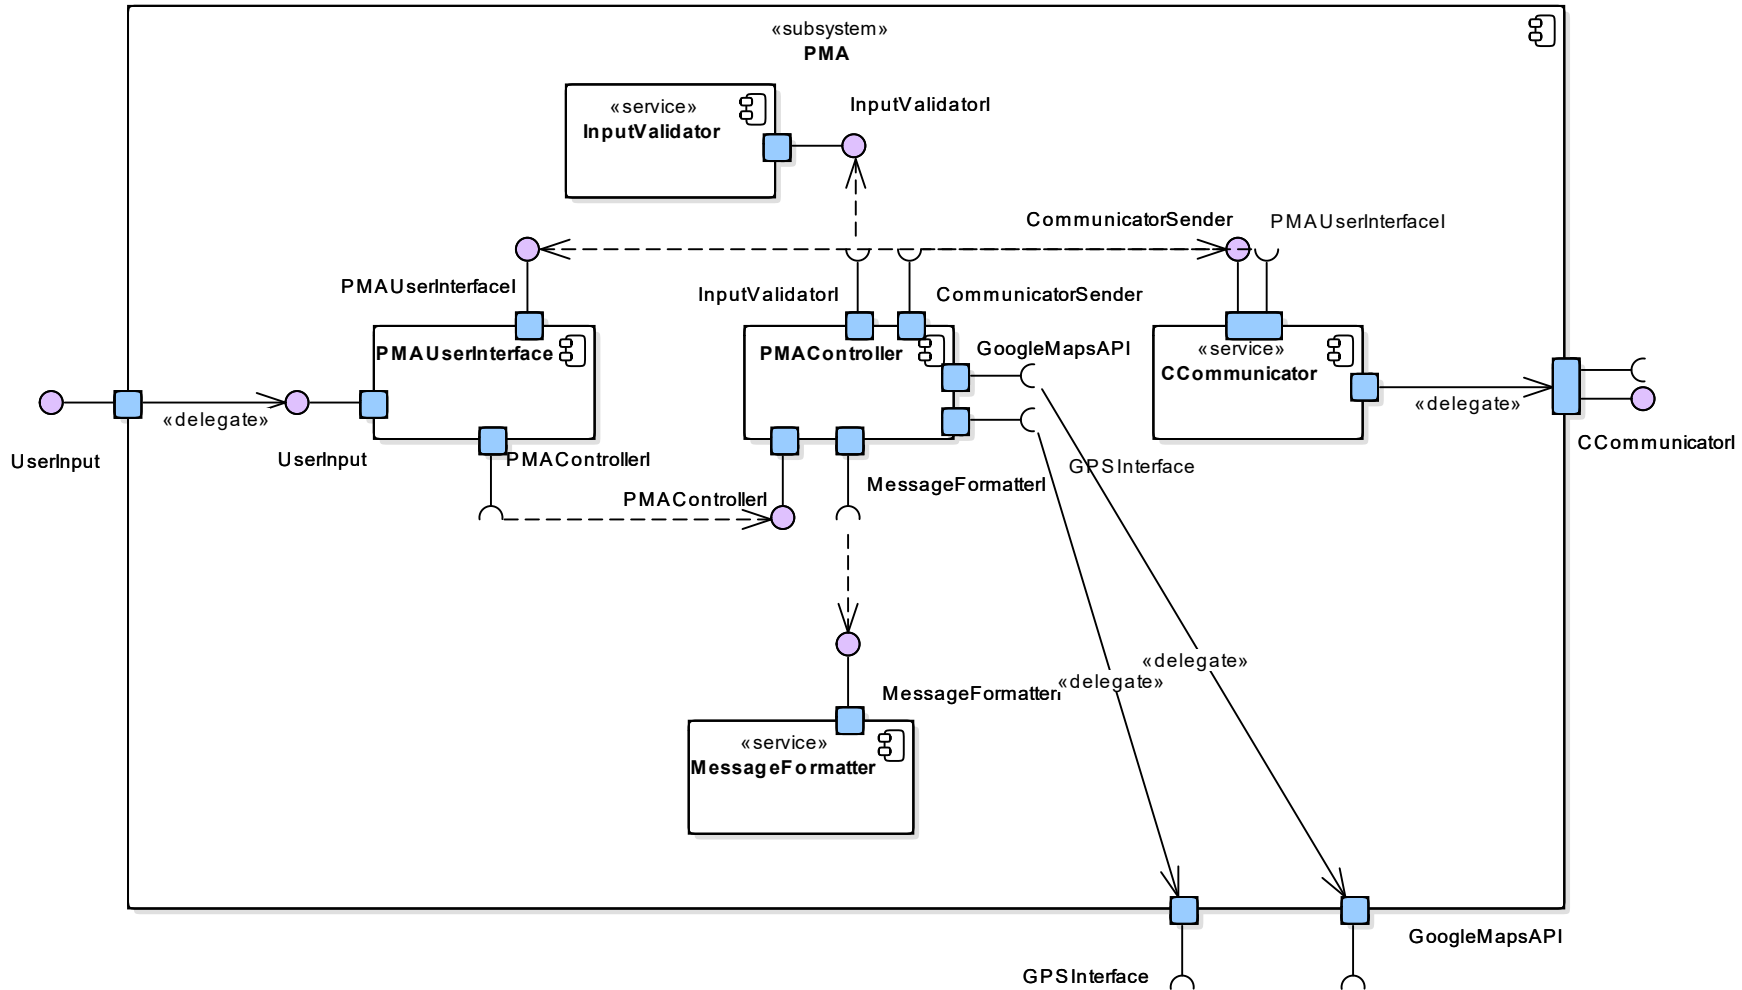 «subsystem»
PMA
«service»
InputValidator
InputValidatorI
CommunicatorSender
PMAUserInterfaceI
PMAUserInterfaceI
InputValidatorI
CommunicatorSender
PMAUserInterface
PMAController
GoogleMapsAPI
«service»
CCommunicator
«delegate»
«delegate»
UserInput
UserInput
PMAControllerI
CCommunicatorI
GPSInterface
PMAControllerI
MessageFormatterI
«delegate»
«delegate»
MessageFormatterI
«service»
MessageFormatter
GoogleMapsAPI
GPSInterface